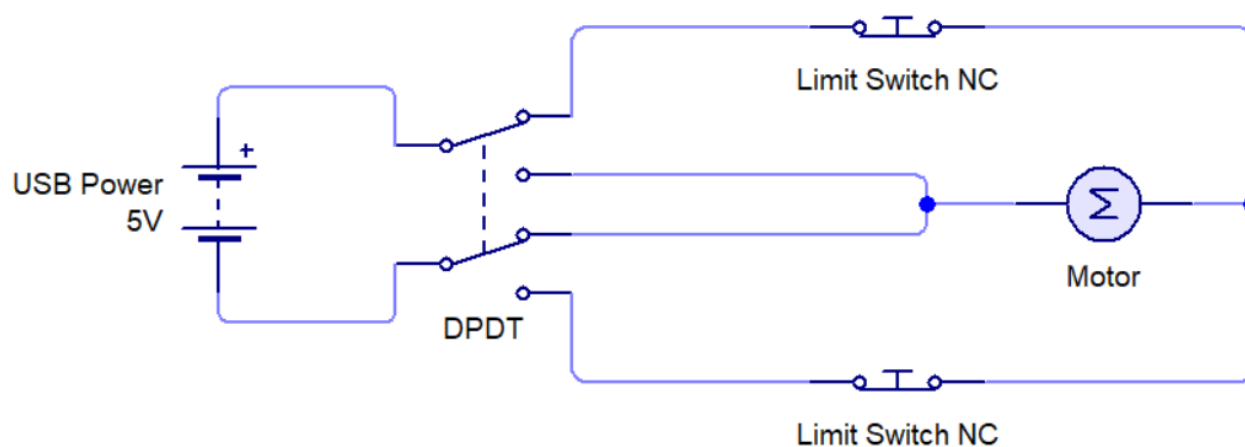 Limit Switch NC
+
USB Power
5V
Σ
Motor
DPDT
Limit Switch NC